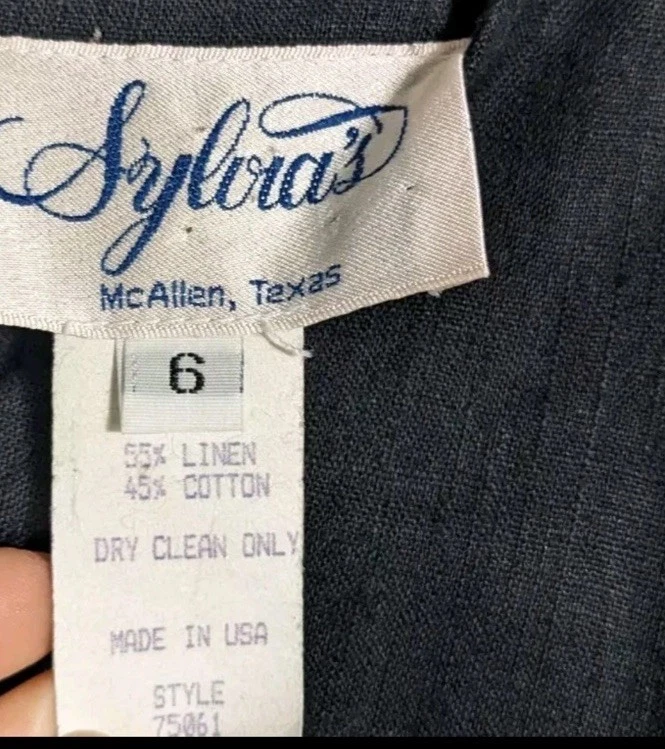 Sylvia's
McAllen, Texas
6
55% LINEN
45% COTTON
DRY CLEAN ONLY
MADE IN USA
STYLE
75061